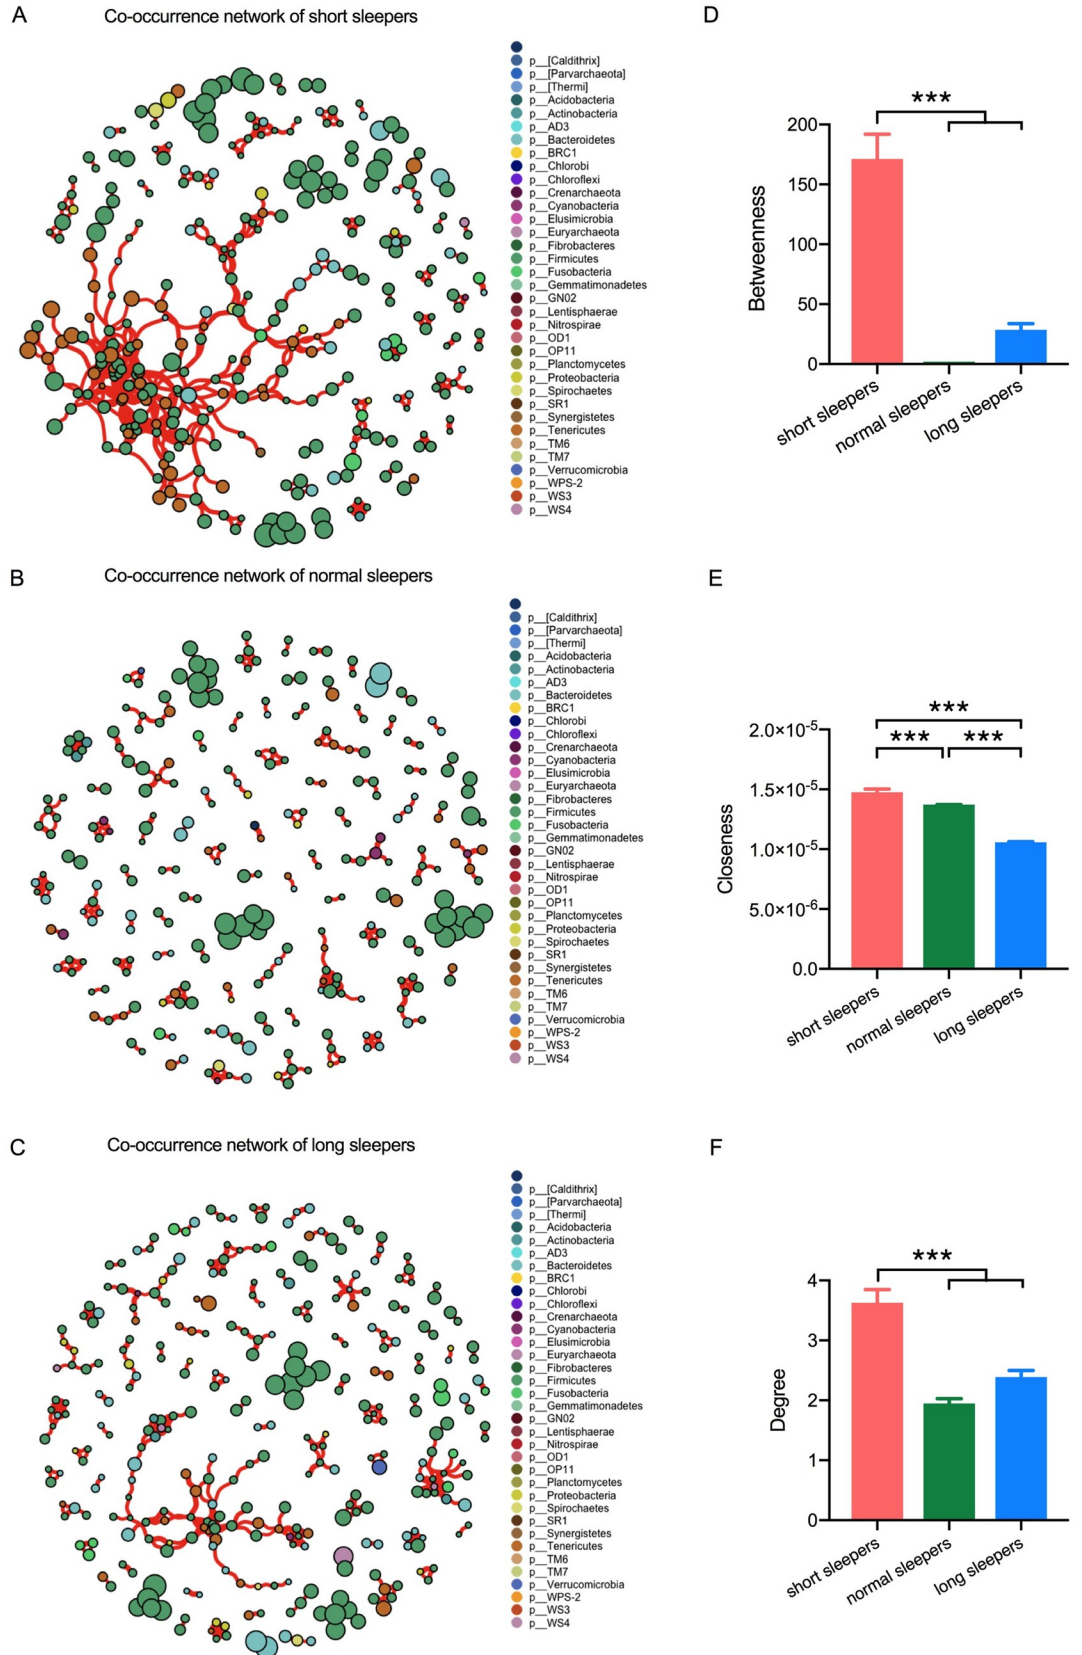 A
Co-occurrence network of short sleepers
p__[Caldithrix]
p__[Parvarchaeota]
p__[Thermi]
p__Acidobacteria
p__Actinobacteria
p__AD3
p__Bacteroidetes
p__BRC1
p__Chlorobi
p__Chloroflexi
p__Crenarchaeota
p__Cyanobacteria
p__Elusimicrobia
p__Euryarchaeota
p__Fibrobacteres
p__Firmicutes
p__Fusobacteria
p__Gemmatimonadetes
p__GN02
p__Lentisphaerae
p__Nitrospirae
p__OD1
p__OP11
p__Planctomycetes
p__Proteobacteria
p__Spirochaetes
p__SR1
p__Synergistetes
p__Tenericutes
p__TM6
p__TM7
p__Verrucomicrobia
p__WPS-2
p__WS3
p__WS4
D
***
Betweenness
200
150
100
50
0
short sleepers
normal sleepers
long sleepers
B
Co-occurrence network of normal sleepers
p__[Caldithrix]
p__[Parvarchaeota]
p__[Thermi]
p__Acidobacteria
p__Actinobacteria
p__AD3
p__Bacteroidetes
p__BRC1
p__Chlorobi
p__Chloroflexi
p__Crenarchaeota
p__Cyanobacteria
p__Elusimicrobia
p__Euryarchaeota
p__Fibrobacteres
p__Firmicutes
p__Fusobacteria
p__Gemmatimonadetes
p__GN02
p__Lentisphaerae
p__Nitrospirae
p__OD1
p__OP11
p__Planctomycetes
p__Proteobacteria
p__Spirochaetes
p__SR1
p__Synergistetes
p__Tenericutes
p__TM6
p__TM7
p__Verrucomicrobia
p__WPS-2
p__WS3
p__WS4
E
***
*** ***
Closeness
2.0×10⁻⁵
1.5×10⁻⁵
1.0×10⁻⁵
5.0×10⁻⁶
0.0
short sleepers
normal sleepers
long sleepers
C
Co-occurrence network of long sleepers
p__[Caldithrix]
p__[Parvarchaeota]
p__[Thermi]
p__Acidobacteria
p__Actinobacteria
p__AD3
p__Bacteroidetes
p__BRC1
p__Chlorobi
p__Chloroflexi
p__Crenarchaeota
p__Cyanobacteria
p__Elusimicrobia
p__Euryarchaeota
p__Fibrobacteres
p__Firmicutes
p__Fusobacteria
p__Gemmatimonadetes
p__GN02
p__Lentisphaerae
p__Nitrospirae
p__OD1
p__OP11
p__Planctomycetes
p__Proteobacteria
p__Spirochaetes
p__SR1
p__Synergistetes
p__Tenericutes
p__TM6
p__TM7
p__Verrucomicrobia
p__WPS-2
p__WS3
p__WS4
F
***
Degree
4
3
2
1
0
short sleepers
normal sleepers
long sleepers